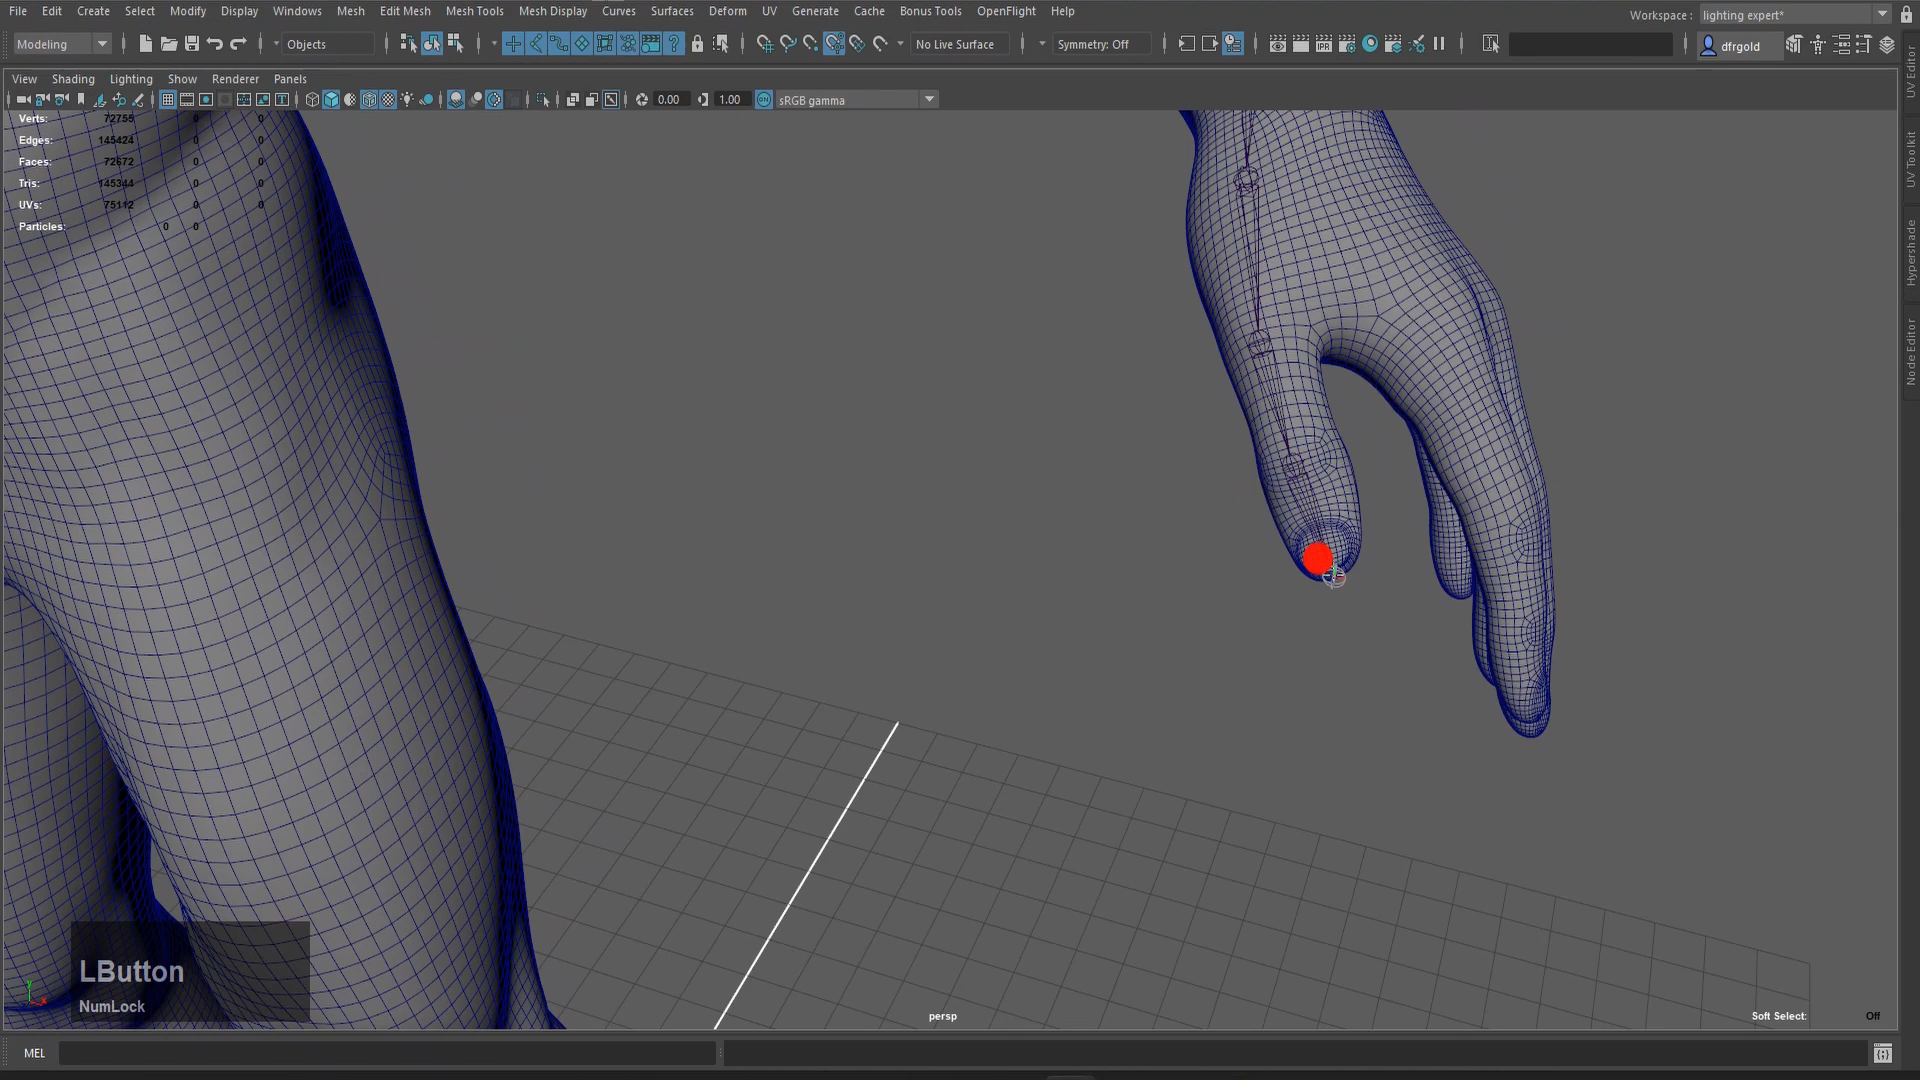 File Edit Create Select Modify Display Windows Mesh Edit Mesh Mesh Tools Mesh Display Curves Surfaces Deform UV Generate Cache Bonus Tools OpenFlight Help
Workspace : lighting expert*
Modeling Objects No Live Surface Symmetry: Off IPR dfrgold
View Shading Lighting Show Renderer Panels
0.00 1.00 ON sRGB gamma
Verts: 72755 0 0
Edges: 145424 0 0
Faces: 72672 0 0
Tris: 145344 0 0
UVs: 75112 0 0
Particles: 0 0
UV Editor
UV Toolkit
Hypershade
Node Editor
LButton
NumLock
y
x
persp
Soft Select: Off
MEL